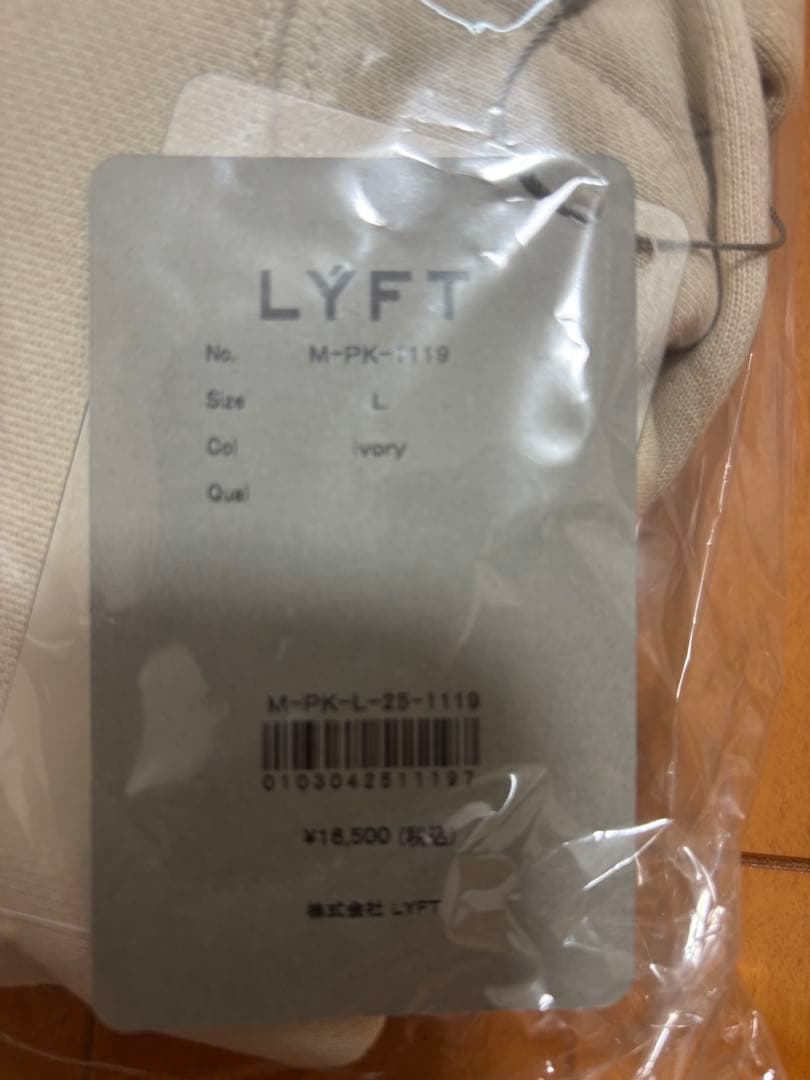 LÝFT
No. M-PK-1119
Size L
Col ivory
Qual
M-PK-L-25-1119
0103042511197
¥16,500 (税込)
株式会社 LYFT